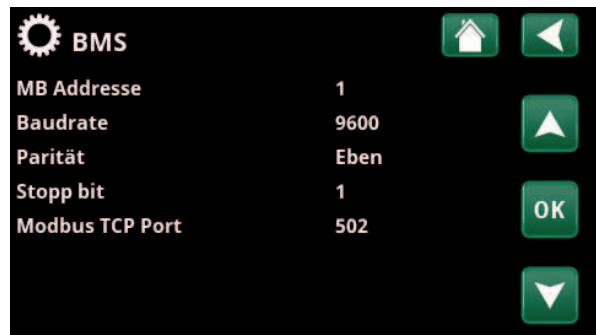 BMS
MB Addresse 1
Baudrate 9600
Parität Eben
Stopp bit 1
Modbus TCP Port 502
OK